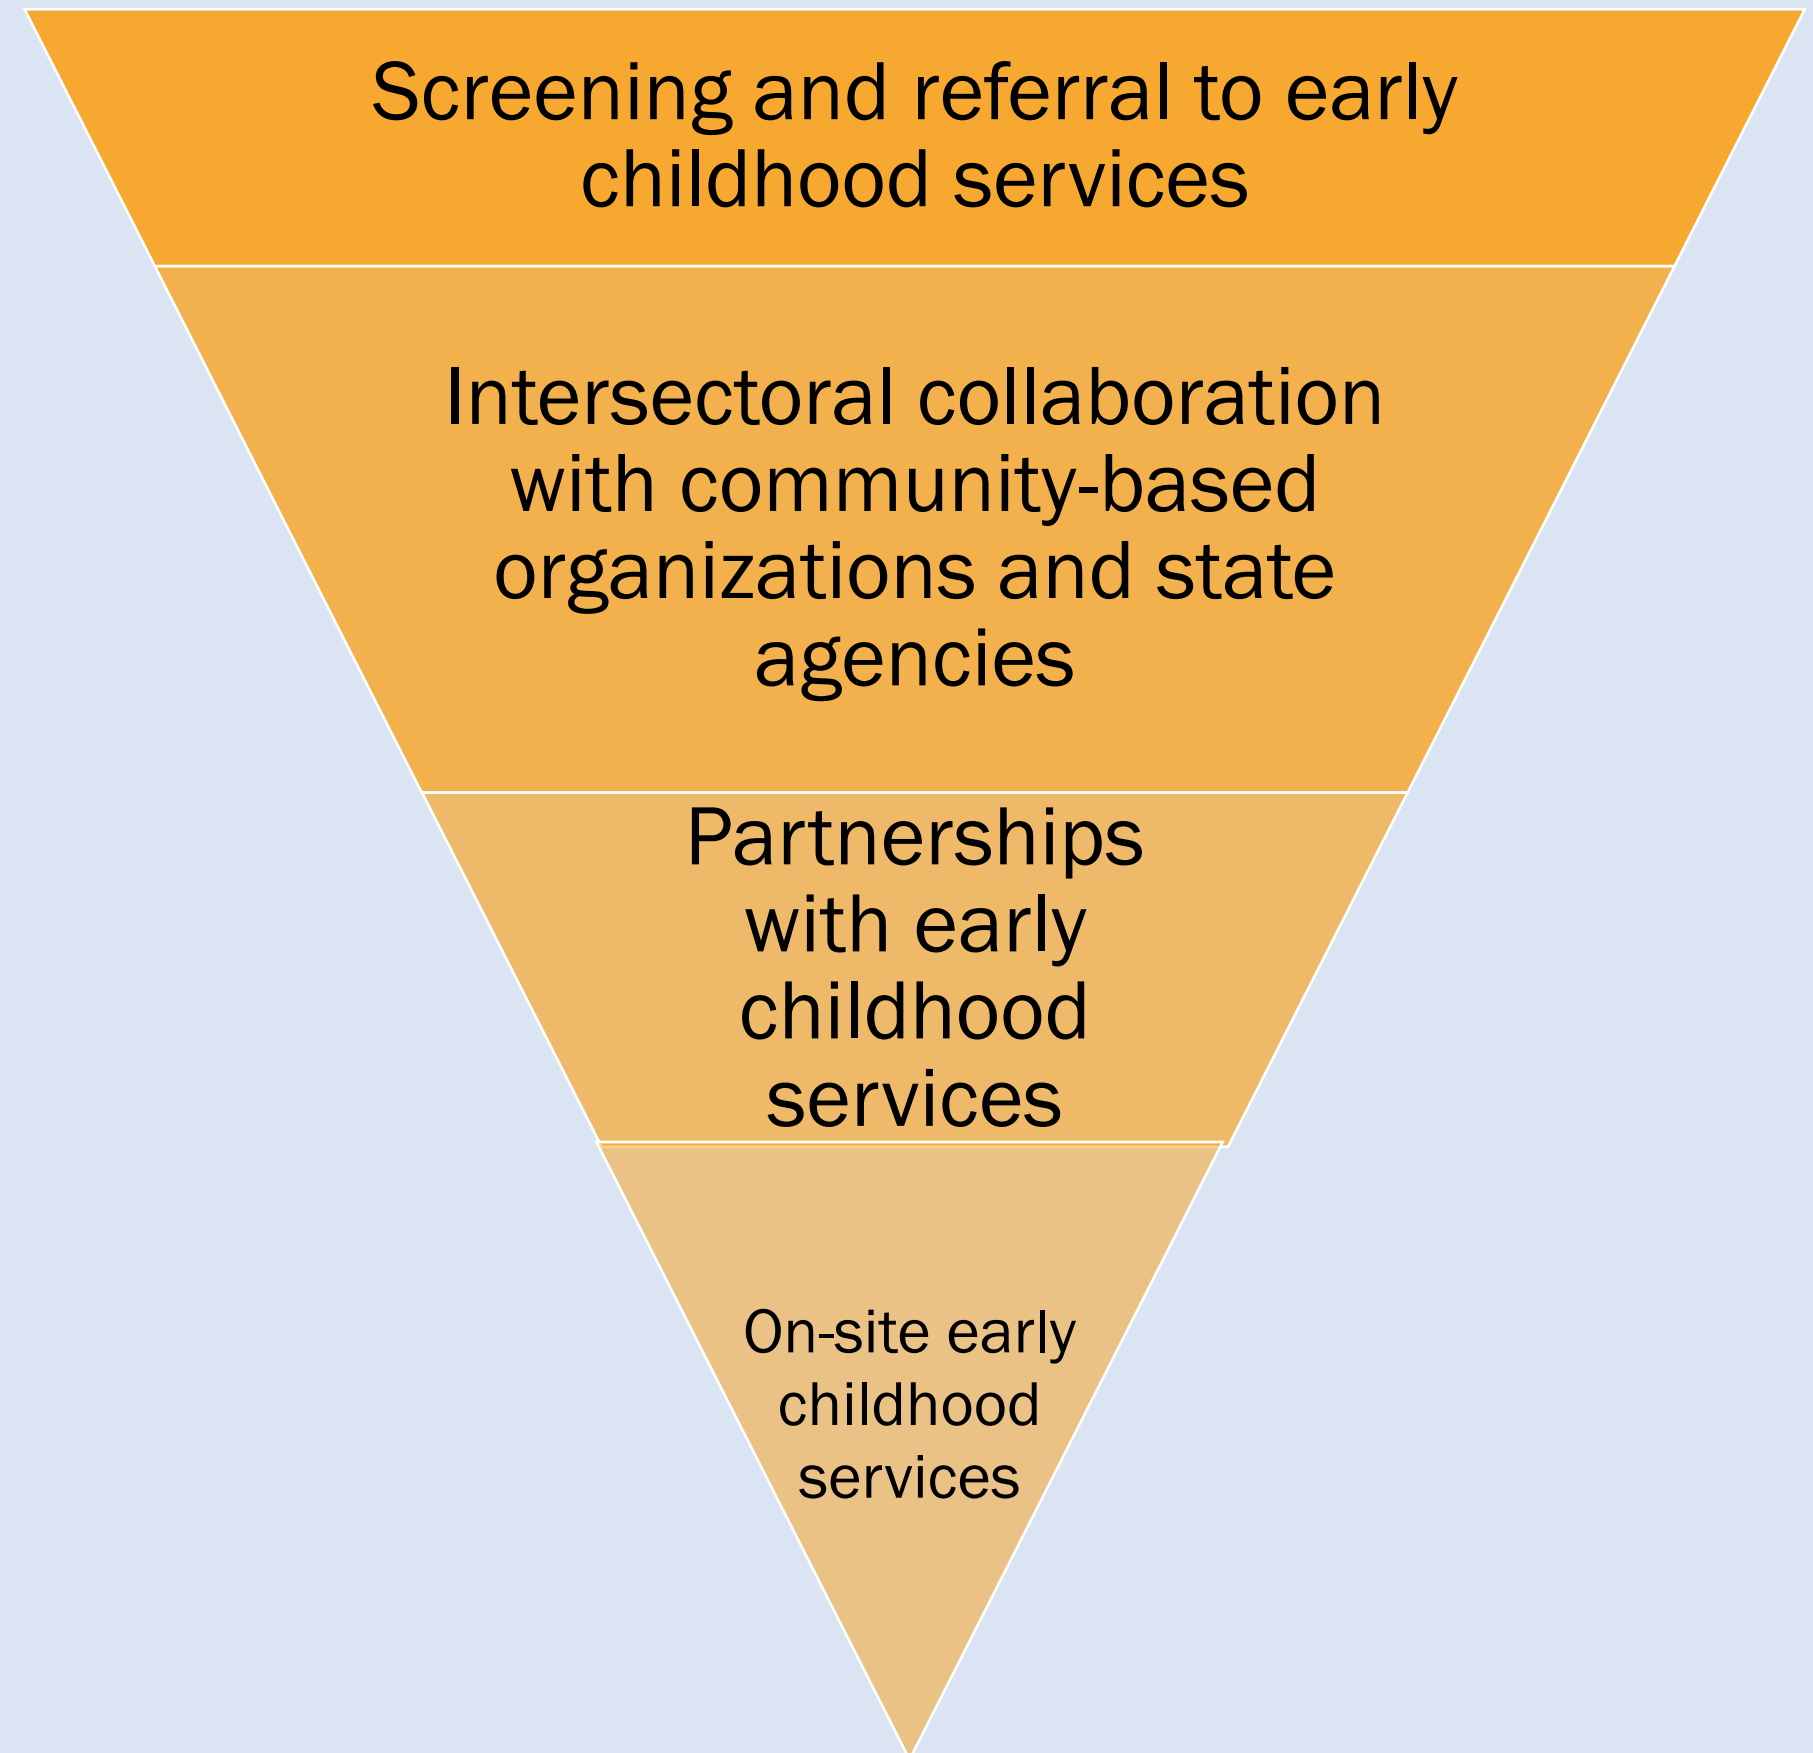 Screening and referral to early
childhood services
Intersectoral collaboration
with community-based
organizations and state
agencies
Partnerships
with early
childhood
services
On-site early
childhood
services